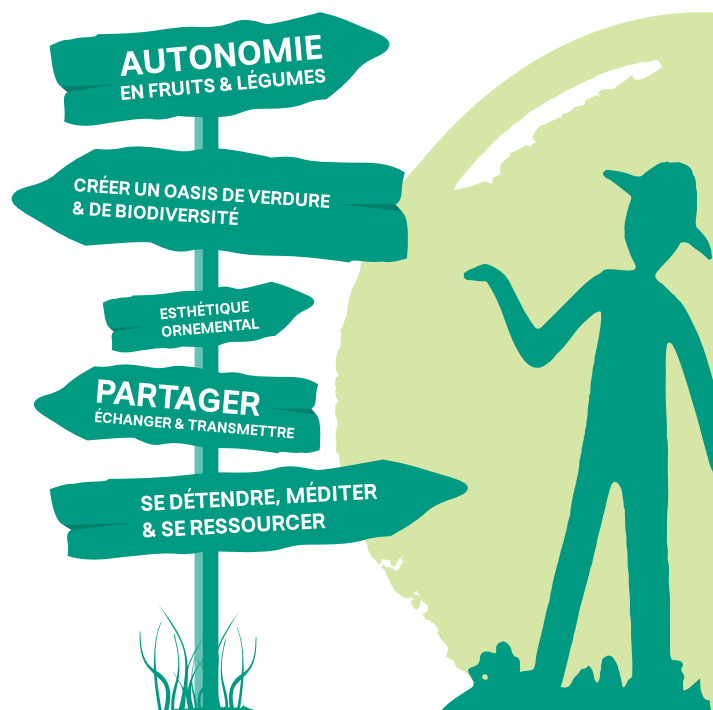 AUTONOMIE
EN FRUITS & LÉGUMES
CRÉER UN OASIS DE VERDURE
& DE BIODIVERSITÉ
ESTHÉTIQUE
ORNEMENTAL
PARTAGER
ÉCHANGER & TRANSMETTRE
SE DÉTENDRE, MÉDITER
& SE RESSOURCER